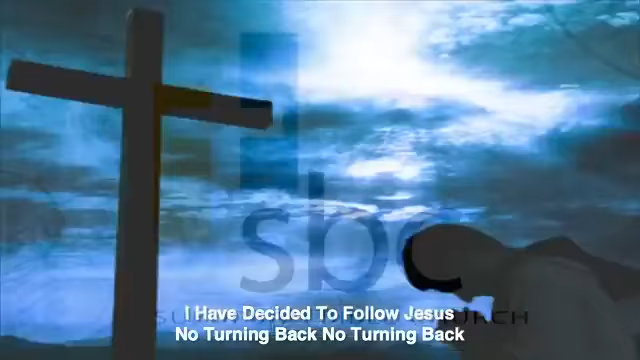 sbc
I Have Decided To Follow Jesus
No Turning Back No Turning Back